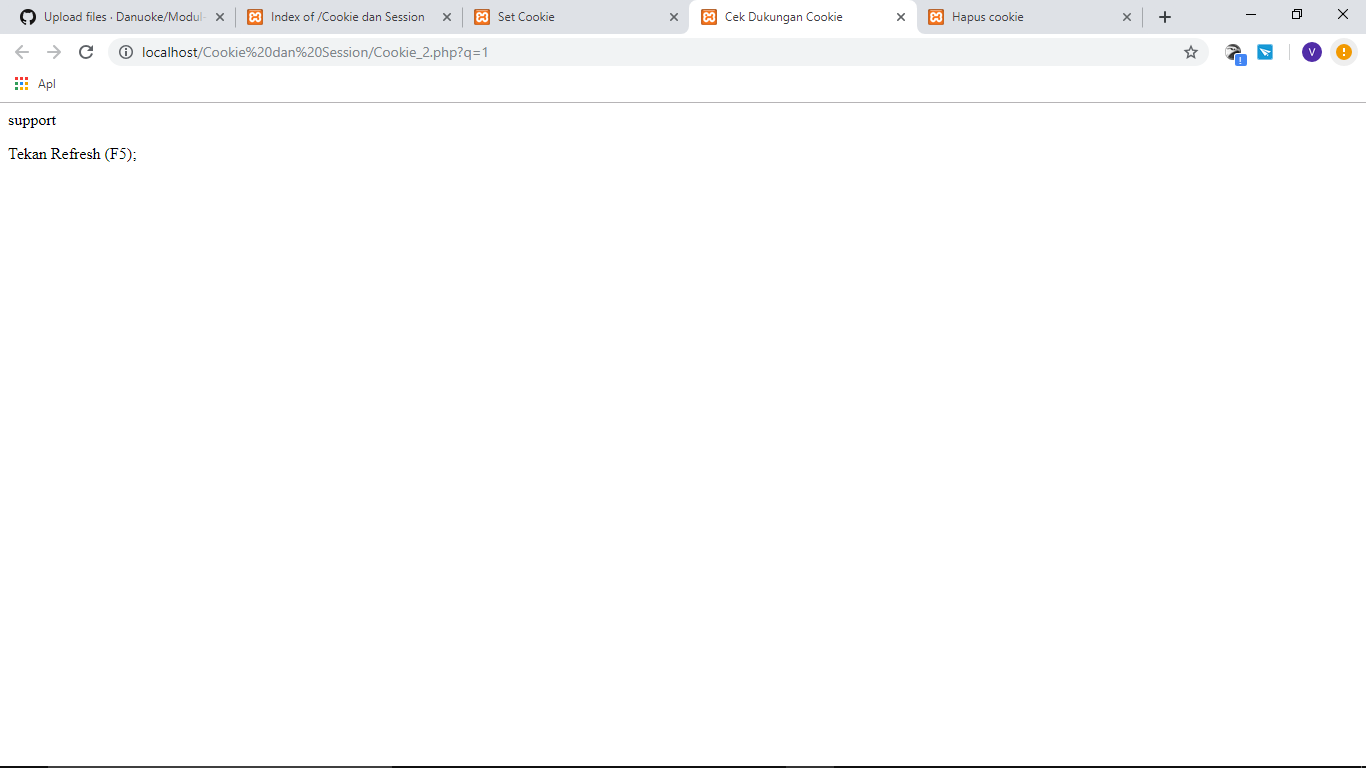 Upload files · Danuoke/Modul-
Index of /Cookie dan Session
Set Cookie
Cek Dukungan Cookie
Hapus cookie
localhost/Cookie%20dan%20Session/Cookie_2.php?q=1
V
Apl
support
Tekan Refresh (F5);